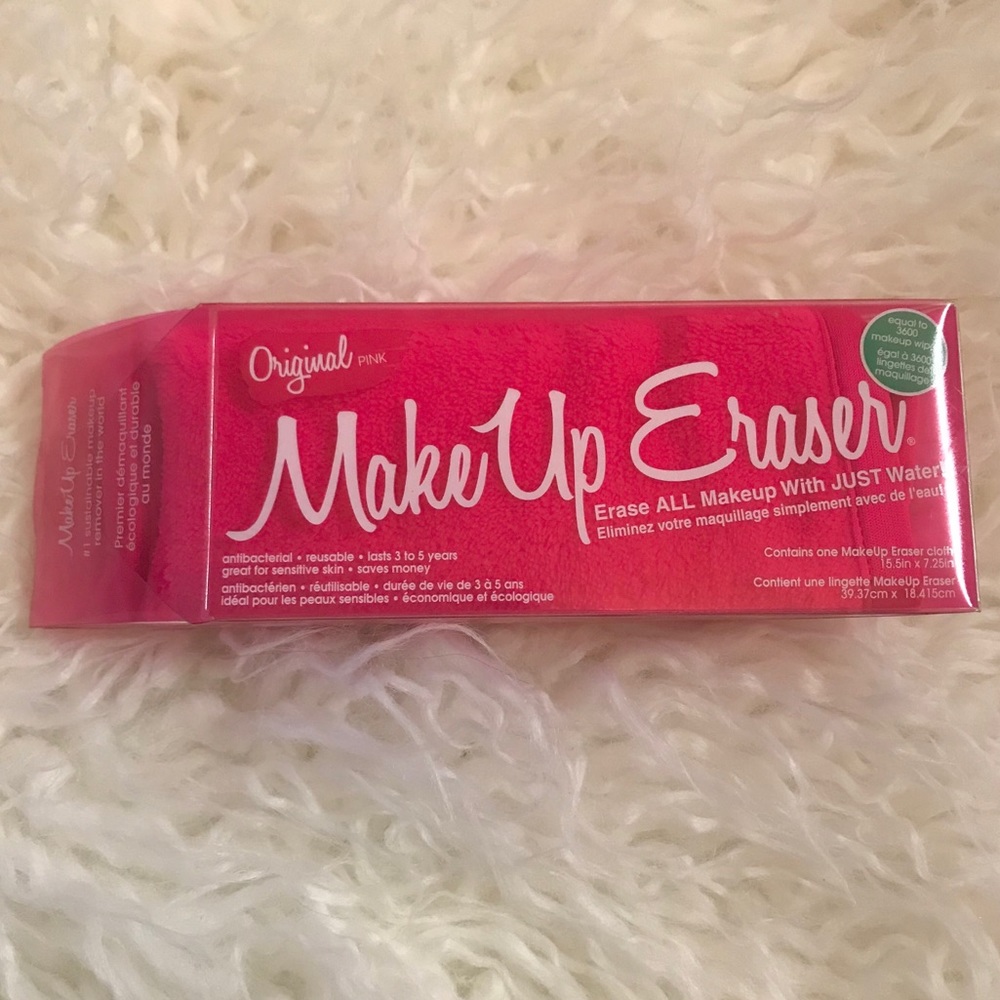 Original PINK
equal to
3600
makeup wipes
égal à 3600
lingettes de
maquillage
MakeUp Eraser®
Erase ALL Makeup With JUST Water
Eliminez votre maquillage simplement avec de l'eau
antibacterial • reusable • lasts 3 to 5 years
great for sensitive skin • saves money
antibactérien • réutilisable • durée de vie de 3 à 5 ans
idéal pour les peaux sensibles • économique et écologique
Contains one MakeUp Eraser cloth
15.5in x 7.25in
Contient une lingette MakeUp Eraser
39.37cm x 18.415cm
MakeUp Eraser
#1 sustainable makeup
remover in the world
Premier démaquillant
écologique et durable
au monde